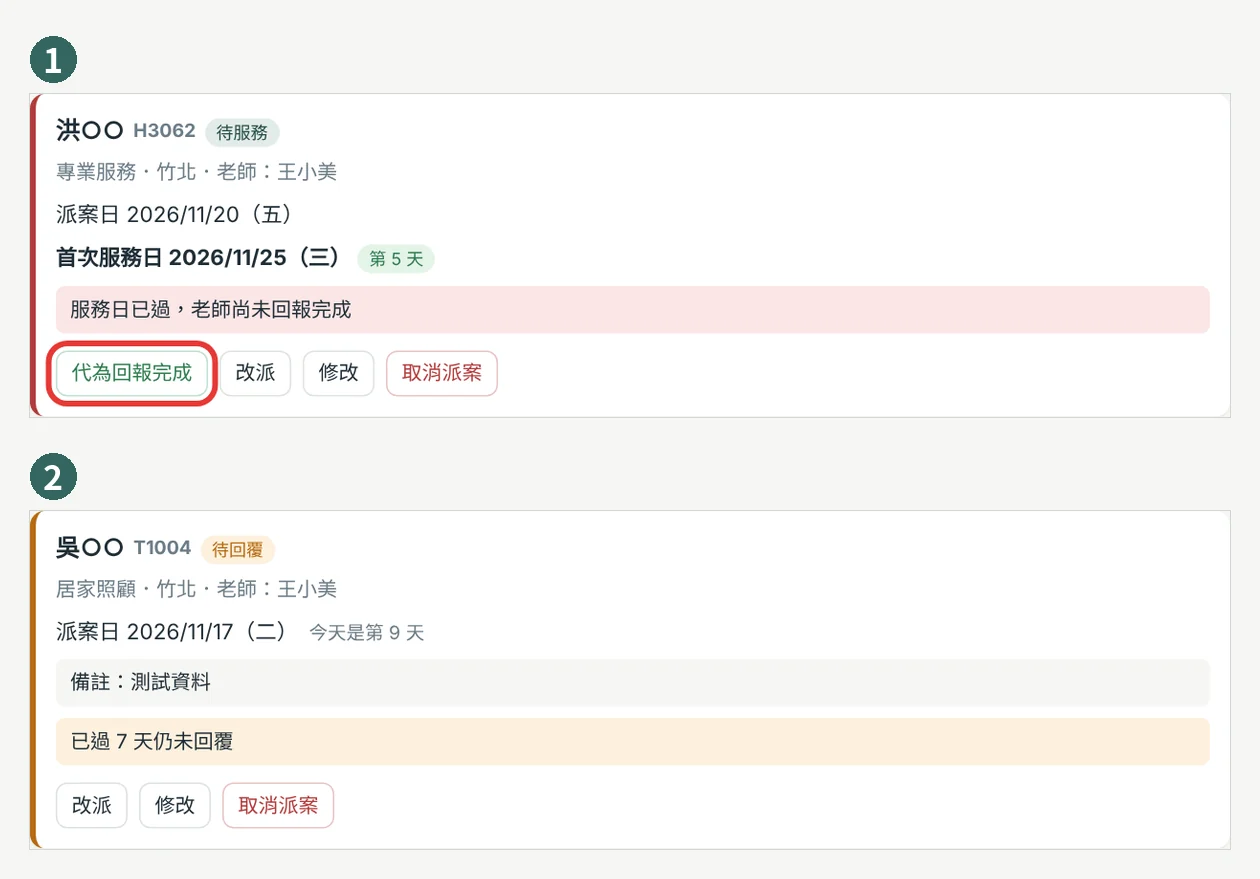 1
洪〇〇 H3062 待服務
專業服務・竹北・老師：王小美
派案日 2026/11/20（五）
首次服務日 2026/11/25（三） 第 5 天
服務日已過，老師尚未回報完成
代為回報完成 改派 修改 取消派案
2
吳〇〇 T1004 待回覆
居家照顧・竹北・老師：王小美
派案日 2026/11/17（二） 今天是第 9 天
備註：測試資料
已過 7 天仍未回覆
改派 修改 取消派案